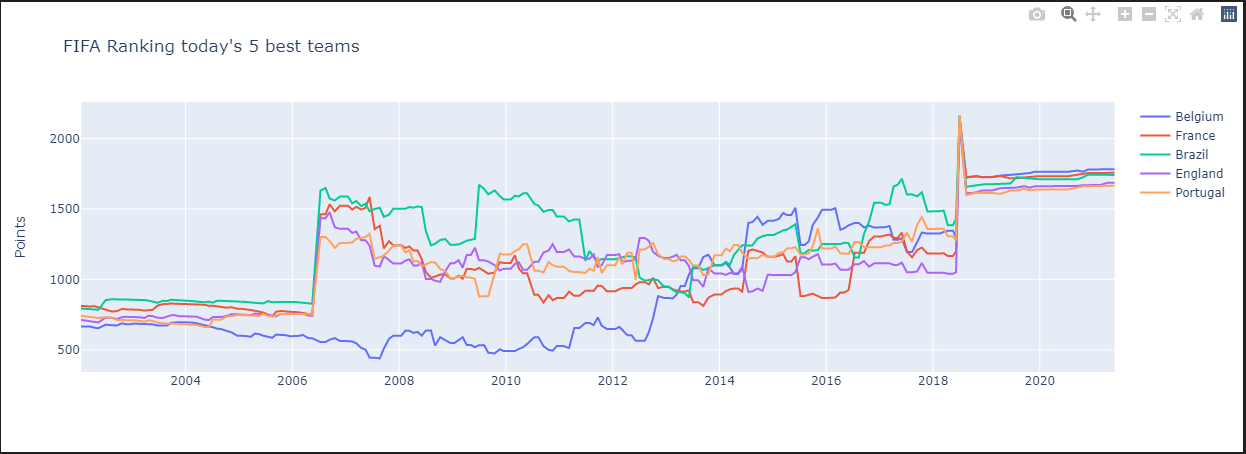 FIFA Ranking today's 5 best teams
Points
2000
1500
1000
500
2004 2006 2008 2010 2012 2014 2016 2018 2020
Belgium
France
Brazil
England
Portugal